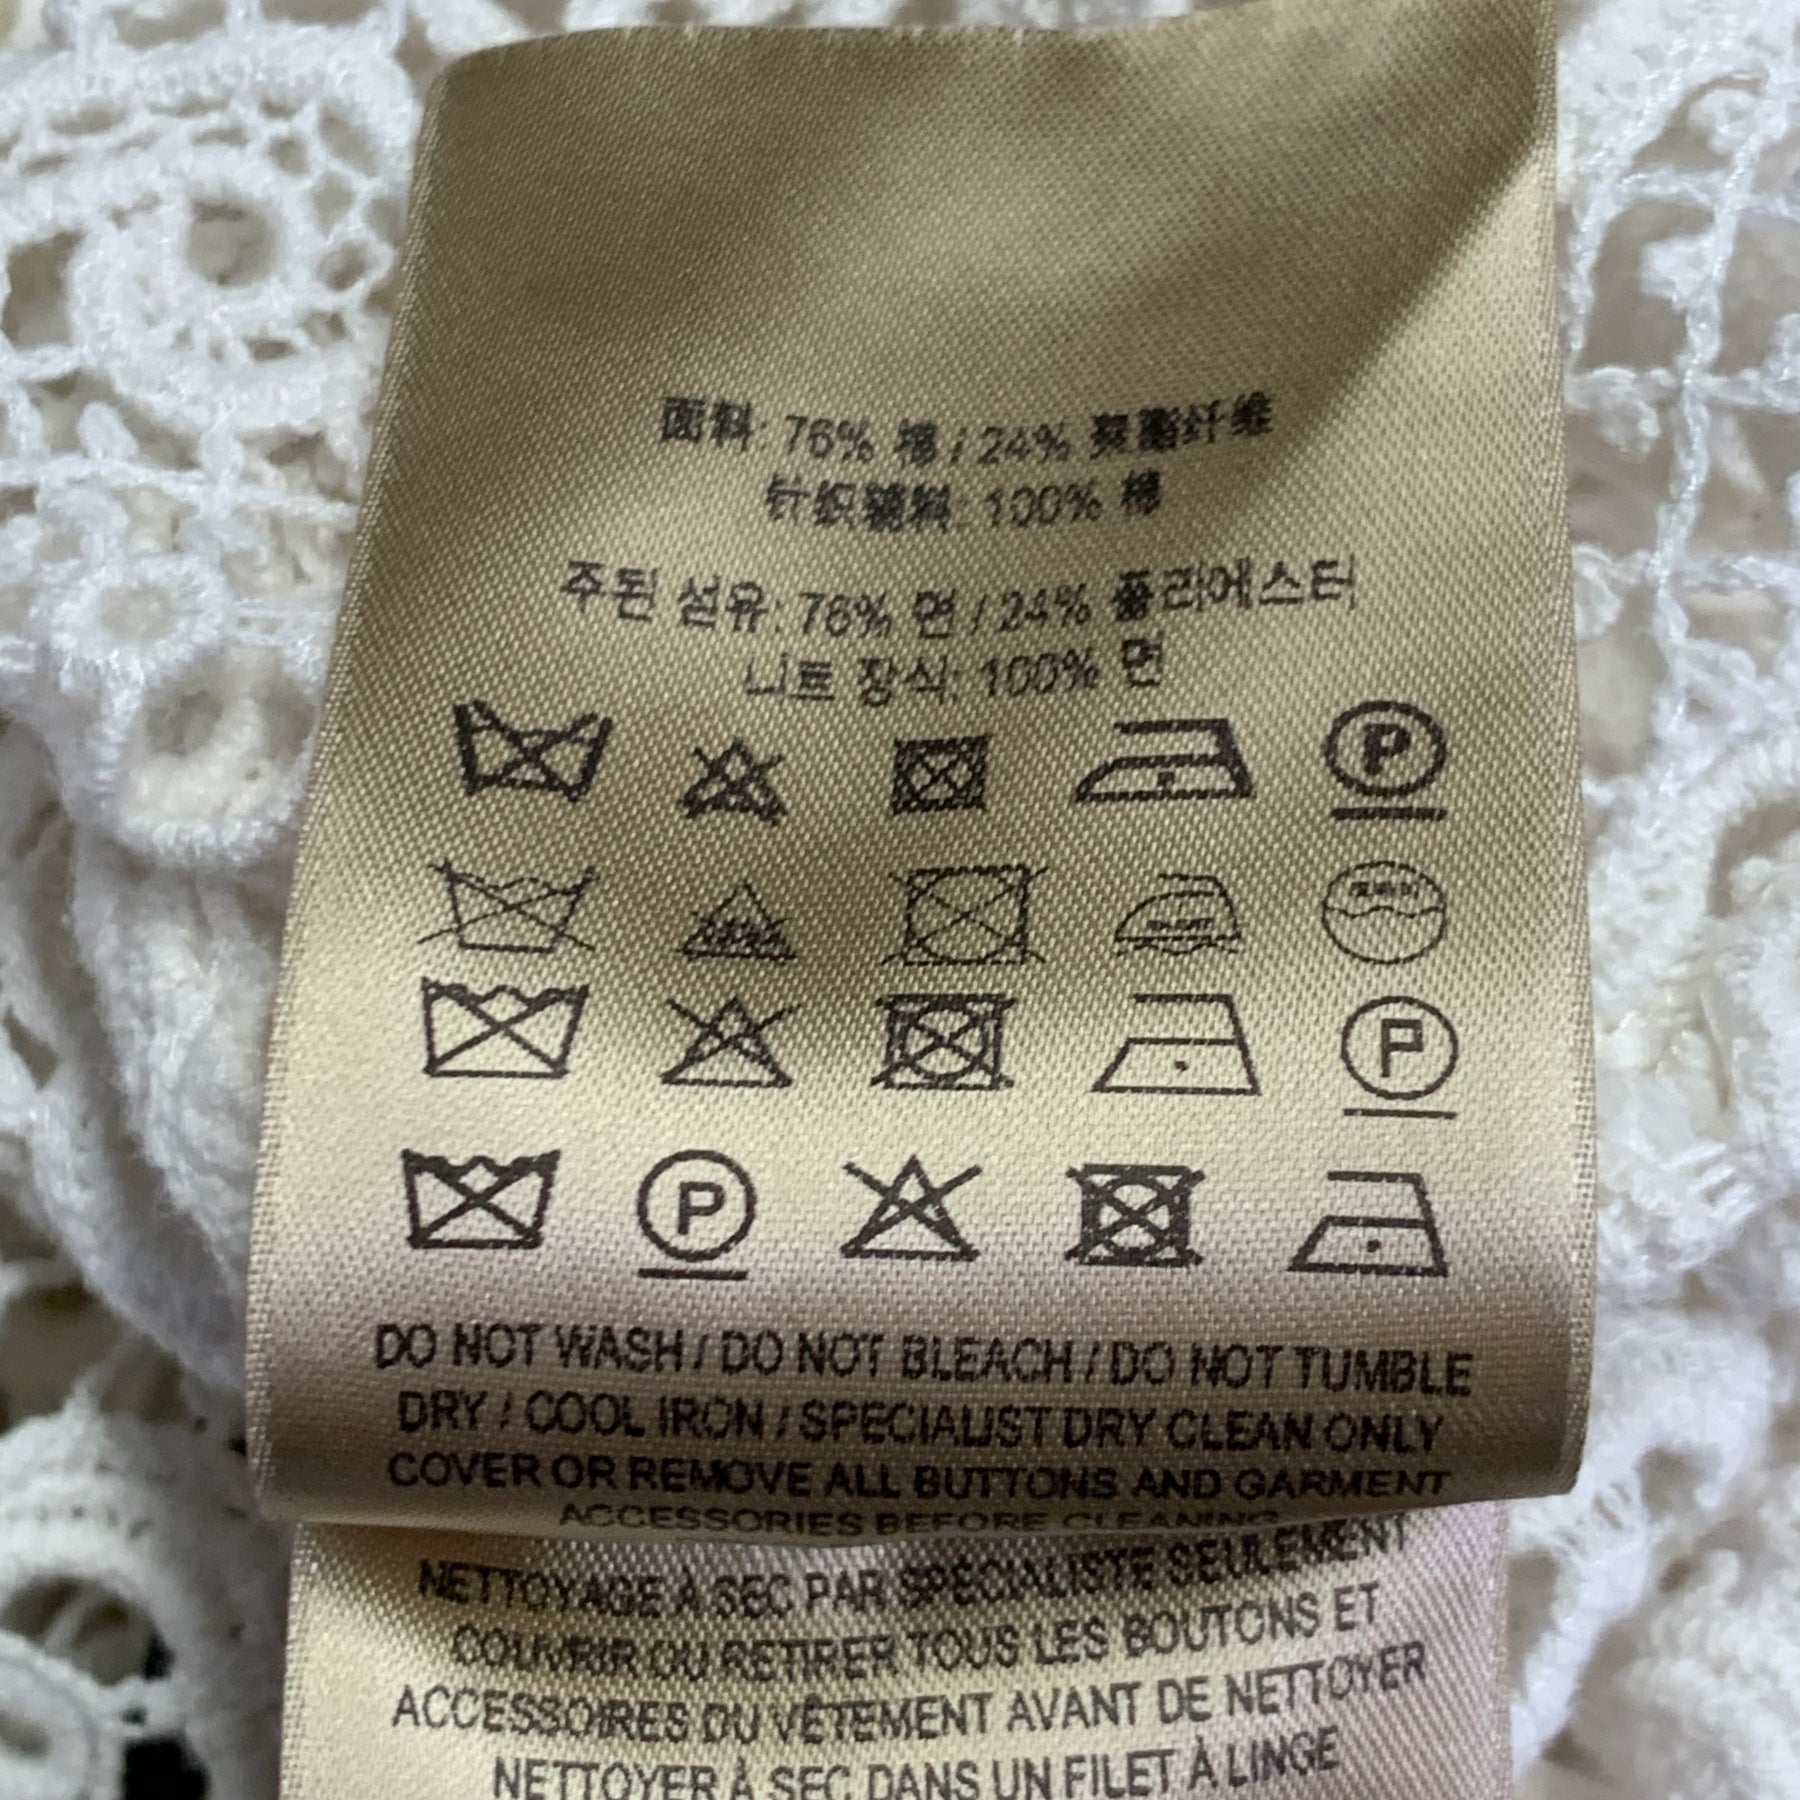 面料: 76% 棉 / 24% 聚酯纤维
针织辅料: 100% 棉
주된 섬유: 76% 면 / 24% 폴리에스터
니트 장식: 100% 면
P
P
P
DO NOT WASH / DO NOT BLEACH / DO NOT TUMBLE
DRY / COOL IRON / SPECIALIST DRY CLEAN ONLY
COVER OR REMOVE ALL BUTTONS AND GARMENT
ACCESSORIES BEFORE CLEANING
NETTOYAGE À SEC PAR SPÉCIALISTE SEULEMENT
COUVRIR OU RETIRER TOUS LES BOUTONS ET
ACCESSOIRES DU VÊTEMENT AVANT DE NETTOYER
NETTOYER À SEC DANS UN FILET À LINGE